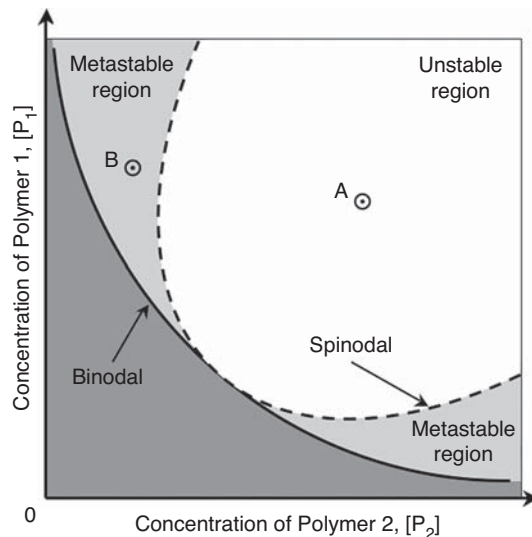 Metastable
region
Unstable
region
B
A
Concentration of Polymer 1, [P₁]
Binodal
Spinodal
Metastable
region
0
Concentration of Polymer 2, [P₂]